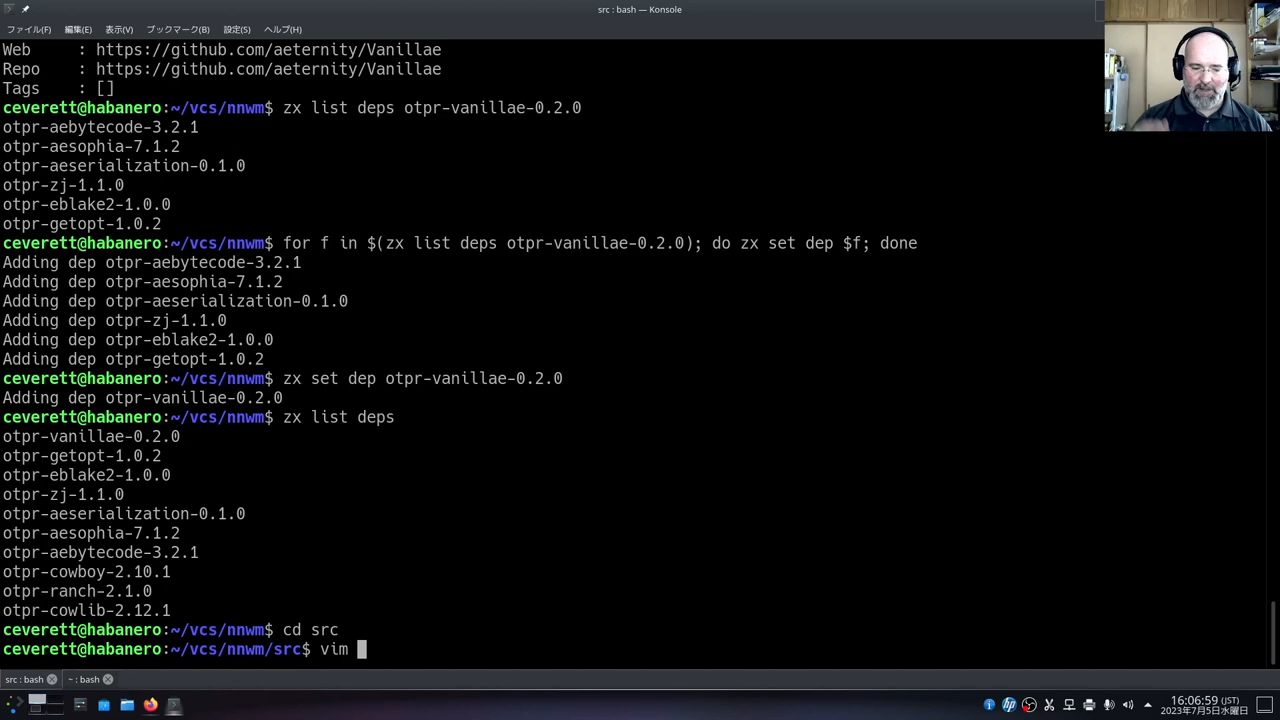 src : bash — Konsole
ファイル(F) 編集(E) 表示(V) ブックマーク(B) 設定(S) ヘルプ(H)
Web    : https://github.com/aeternity/Vanillae
Repo   : https://github.com/aeternity/Vanillae
Tags   : []
ceverett@habanero:~/vcs/nnwm$ zx list deps otpr-vanillae-0.2.0
otpr-aebytecode-3.2.1
otpr-aesophia-7.1.2
otpr-aeserialization-0.1.0
otpr-zj-1.1.0
otpr-eblake2-1.0.0
otpr-getopt-1.0.2
ceverett@habanero:~/vcs/nnwm$ for f in $(zx list deps otpr-vanillae-0.2.0); do zx set dep $f; done
Adding dep otpr-aebytecode-3.2.1
Adding dep otpr-aesophia-7.1.2
Adding dep otpr-aeserialization-0.1.0
Adding dep otpr-zj-1.1.0
Adding dep otpr-eblake2-1.0.0
Adding dep otpr-getopt-1.0.2
ceverett@habanero:~/vcs/nnwm$ zx set dep otpr-vanillae-0.2.0
Adding dep otpr-vanillae-0.2.0
ceverett@habanero:~/vcs/nnwm$ zx list deps
otpr-vanillae-0.2.0
otpr-getopt-1.0.2
otpr-eblake2-1.0.0
otpr-zj-1.1.0
otpr-aeserialization-0.1.0
otpr-aesophia-7.1.2
otpr-aebytecode-3.2.1
otpr-cowboy-2.10.1
otpr-ranch-2.1.0
otpr-cowlib-2.12.1
ceverett@habanero:~/vcs/nnwm$ cd src
ceverett@habanero:~/vcs/nnwm/src$ vim
src : bash ~ : bash
16:06:59 (JST)
2023年7月5日水曜日